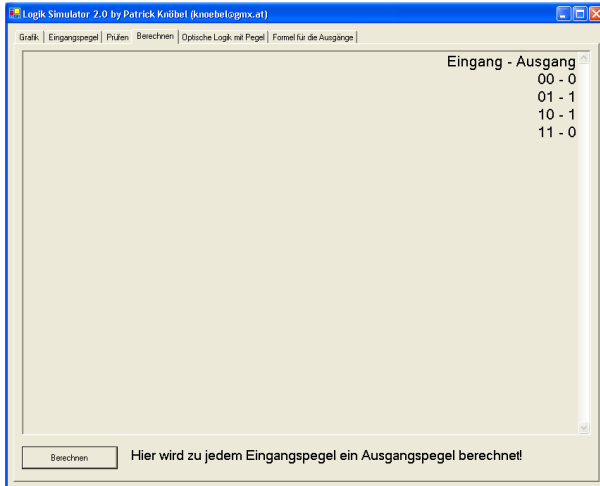 Logik Simulator 2.0 by Patrick Knöbel (knoebel@gmx.at)
Grafik Eingangspegel Prüfen Berechnen Optische Logik mit Pegel Formel für die Ausgänge
Eingang - Ausgang
00 - 0
01 - 1
10 - 1
11 - 0
Berechnen Hier wird zu jedem Eingangspegel ein Ausgangspegel berechnet!